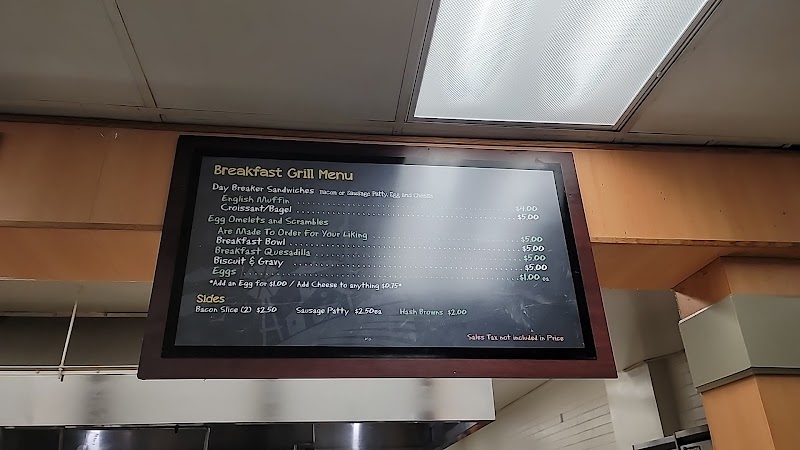 Breakfast Grill Menu
Day Breaker Sandwiches Bacon or Sausage Patty, Egg and Cheese
English Muffin $4.00
Croissant/Bagel $5.00
Egg Omelets and Scrambles
Are Made To Order For Your Liking $5.00
Breakfast Bowl $5.00
Breakfast Quesadilla $5.00
Biscuit & Gravy $5.00
Eggs $1.00 ea
*Add an Egg for $1.00 / Add Cheese to anything $0.75*
Sides
Bacon Slice (2) $2.50 Sausage Patty $2.50ea Hash Browns $2.00
Sales Tax not included in Price